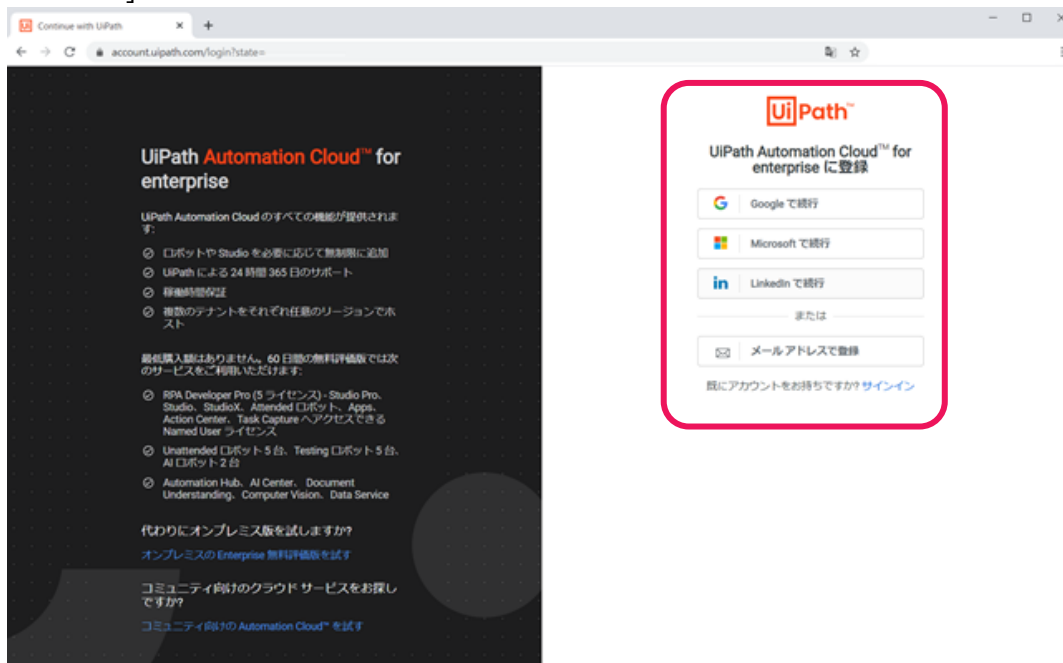 Continue with UiPath
account.uipath.com/login?state=
UiPath Automation Cloud™ for
enterprise
UiPath Automation Cloud のすべての機能が提供されま
す:
ロボットや Studio を必要に応じて無制限に追加
UiPath による 24 時間 365 日のサポート
稼働時間保証
複数のテナントをそれぞれ任意のリージョンでホ
スト
最低購入額はありません。60 日間の無料評価版では次
のサービスをご利用いただけます:
RPA Developer Pro (5 ライセンス) - Studio Pro、
Studio、StudioX、Attended ロボット、Apps、
Action Center、Task Capture へアクセスできる
Named User ライセンス
Unattended ロボット 5 台、Testing ロボット 5 台、
AI ロボット 2 台
Automation Hub、AI Center、Document
Understanding、Computer Vision、Data Service
代わりにオンプレミス版を試しますか?
オンプレミスの Enterprise 無料評価版を試す
コミュニティ向けのクラウド サービスをお探し
ですか?
コミュニティ向けの Automation Cloud™ を試す
UiPath™
UiPath Automation Cloud™ for
enterprise に登録
Google で続行
Microsoft で続行
LinkedIn で続行
または
メール アドレスで登録
既にアカウントをお持ちですか? サインイン